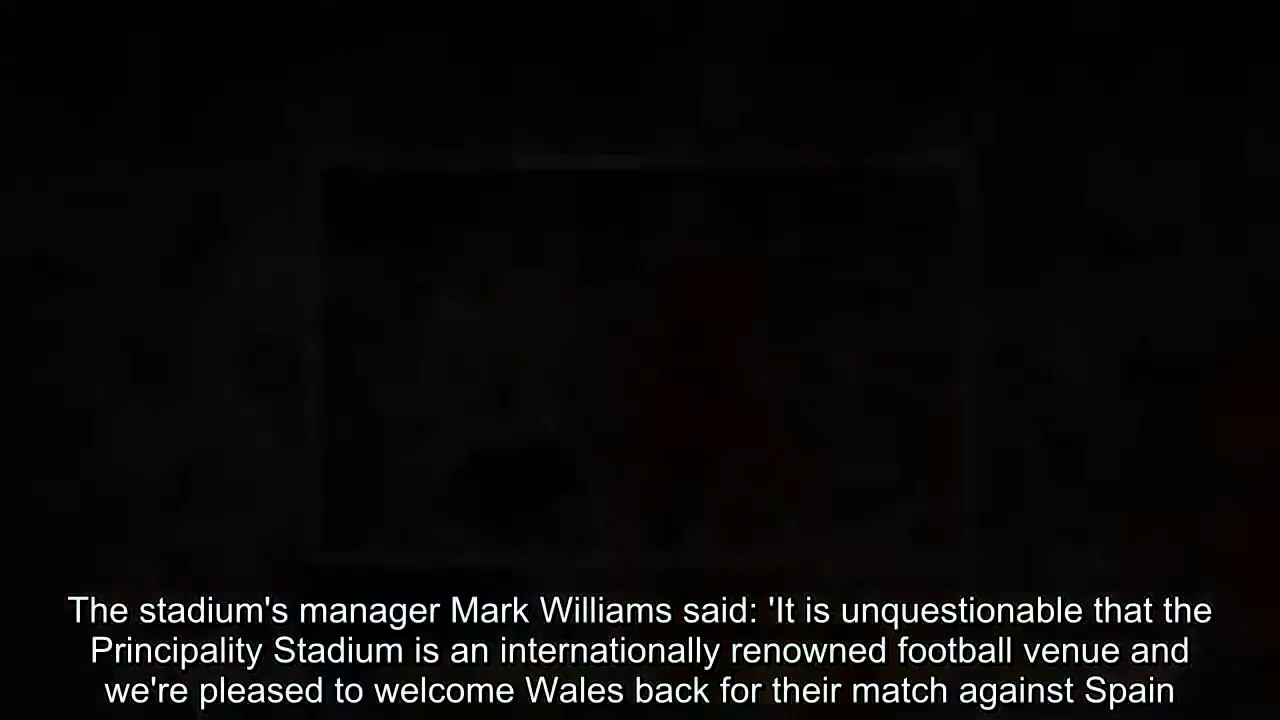 The stadium's manager Mark Williams said: 'It is unquestionable that the
Principality Stadium is an internationally renowned football venue and
we're pleased to welcome Wales back for their match against Spain